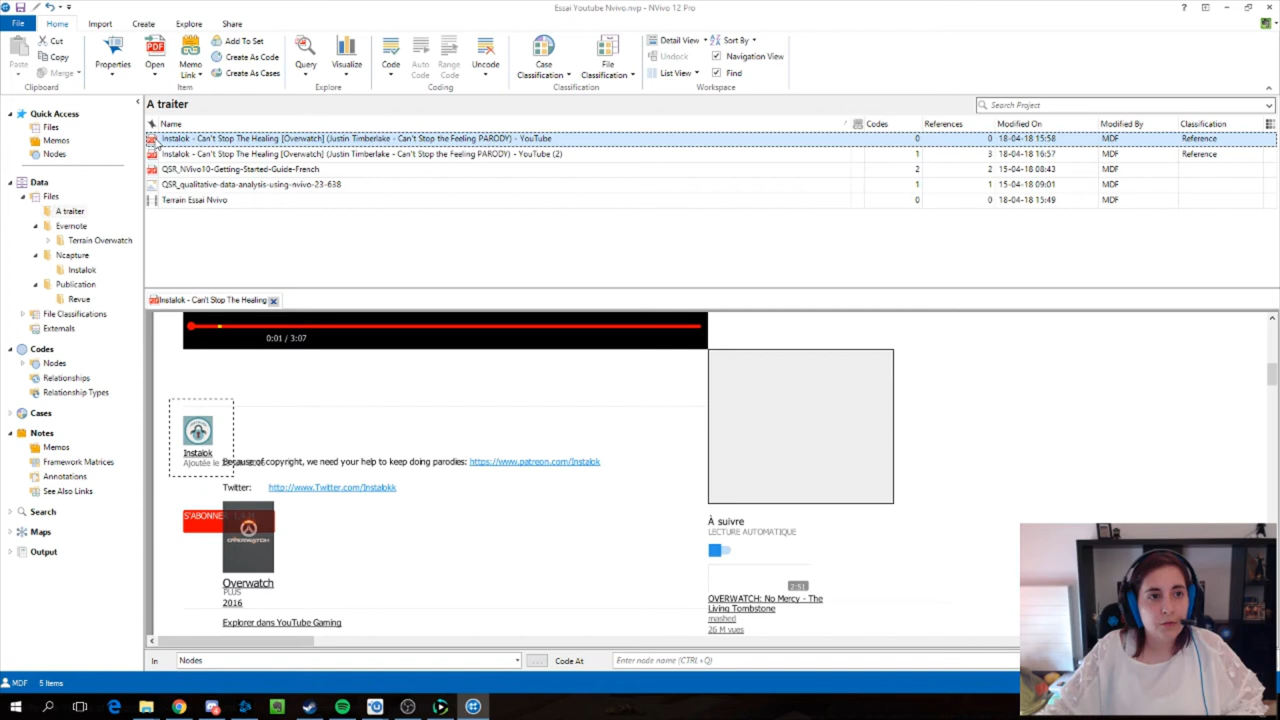 Essai Youtube Nvivo.nvp - NVivo 12 Pro
File Home Import Create Explore Share
Paste Cut Copy Merge Clipboard
Properties Open Memo Link Add To Set Create As Code Create As Cases Item
Query Visualize Explore
Code Auto Code Range Code Uncode Coding
Case Classification File Classification Classification
Detail View Sort By Undock Navigation View List View Find Workspace
Quick Access
Files
Memos
Nodes
Data
Files
A traiter
Evernote
Terrain Overwatch
Ncapture
Instalok
Publication
Revue
File Classifications
Externals
Codes
Nodes
Relationships
Relationship Types
Cases
Notes
Memos
Framework Matrices
Annotations
See Also Links
Search
Maps
Output
A traiter
Search Project
Name Codes References Modified On Modified By Classification
Instalok - Can't Stop The Healing [Overwatch] (Justin Timberlake - Can't Stop the Feeling PARODY) - YouTube 0 0 18-04-18 15:58 MDF Reference
Instalok - Can't Stop The Healing [Overwatch] (Justin Timberlake - Can't Stop the Feeling PARODY) - YouTube (2) 1 3 18-04-18 16:57 MDF Reference
QSR_NVivo10-Getting-Started-Guide-French 2 2 15-04-18 08:43 MDF
QSR_qualitative-data-analysis-using-nvivo-23-638 1 1 15-04-18 09:01 MDF
Terrain Essai Nvivo 0 0 18-04-18 15:49 MDF
Instalok - Can't Stop The Healing
0:01 / 3:07
Instalok
Ajoutée le
Because of copyright, we need your help to keep doing parodies: https://www.patreon.com/Instalok
Twitter: http://www.Twitter.com/Instalokk
S'ABONNER
OVERWATCH
Overwatch
PLUS
2016
Explorer dans YouTube Gaming
À suivre
LECTURE AUTOMATIQUE
2:51
OVERWATCH: No Mercy - The
Living Tombstone
mashed
26 M vues
In Nodes ... Code At Enter node name (CTRL+Q)
MDF 5 Items